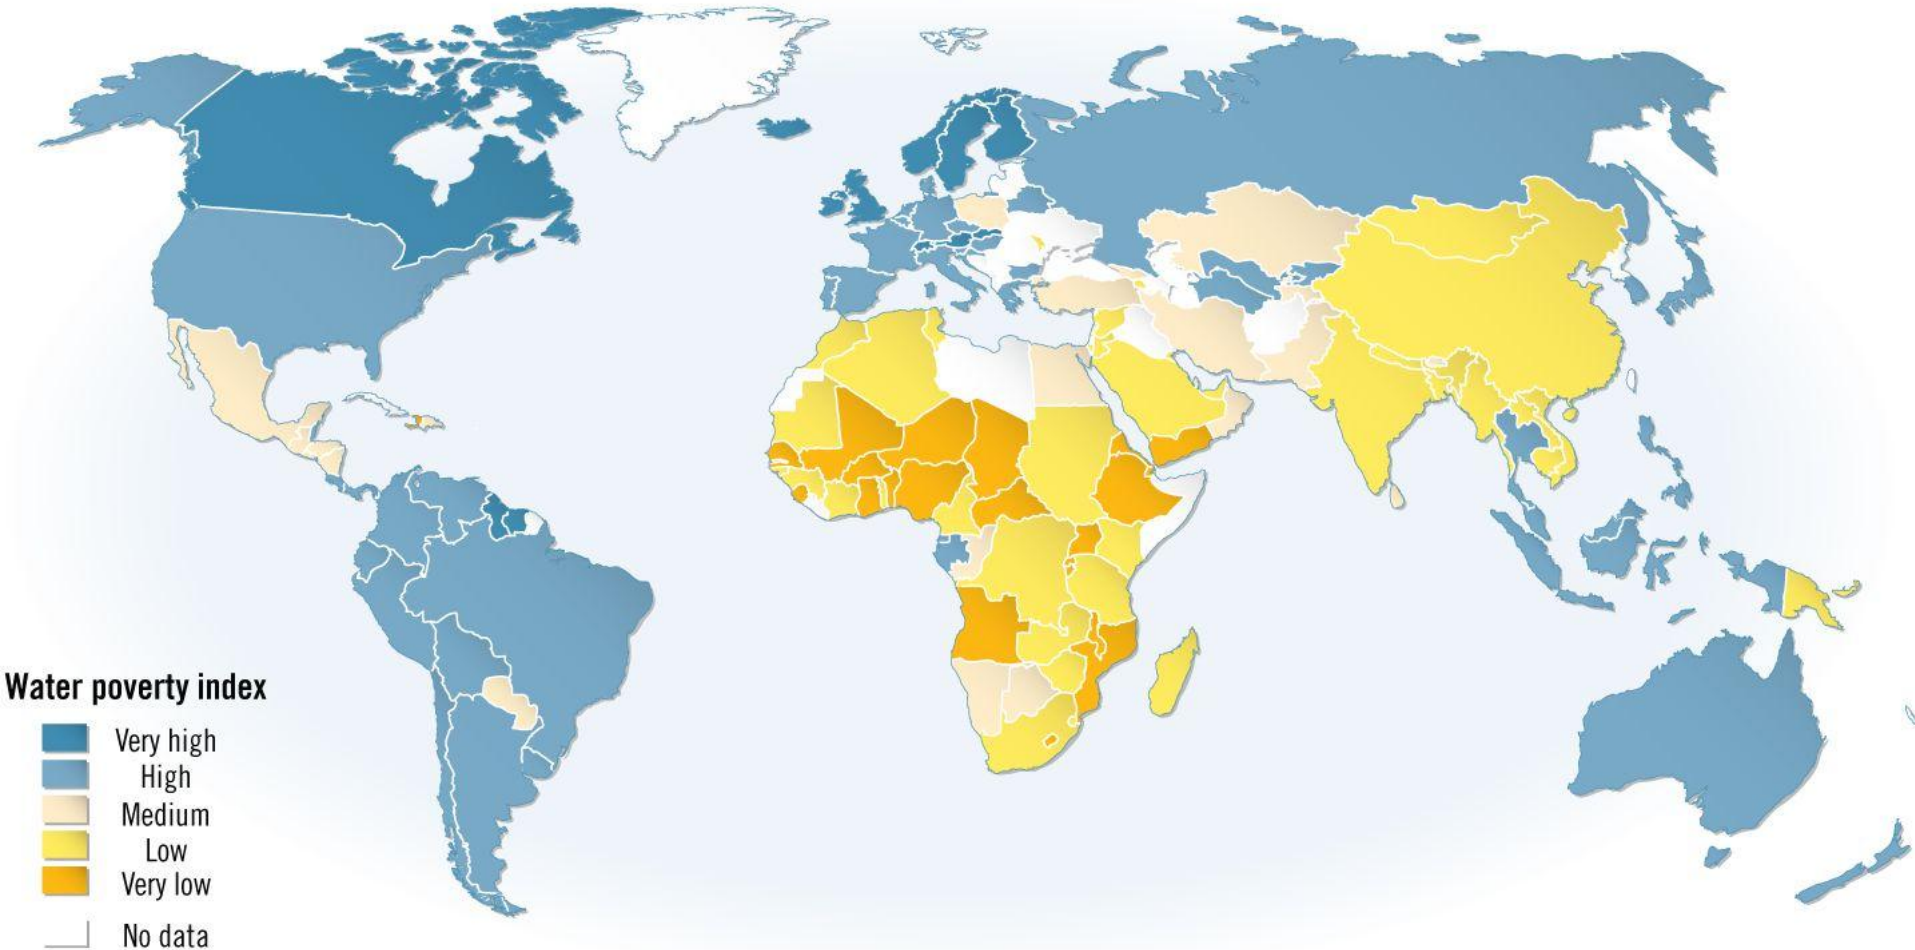 Water poverty index
Very high
High
Medium
Low
Very low
No data